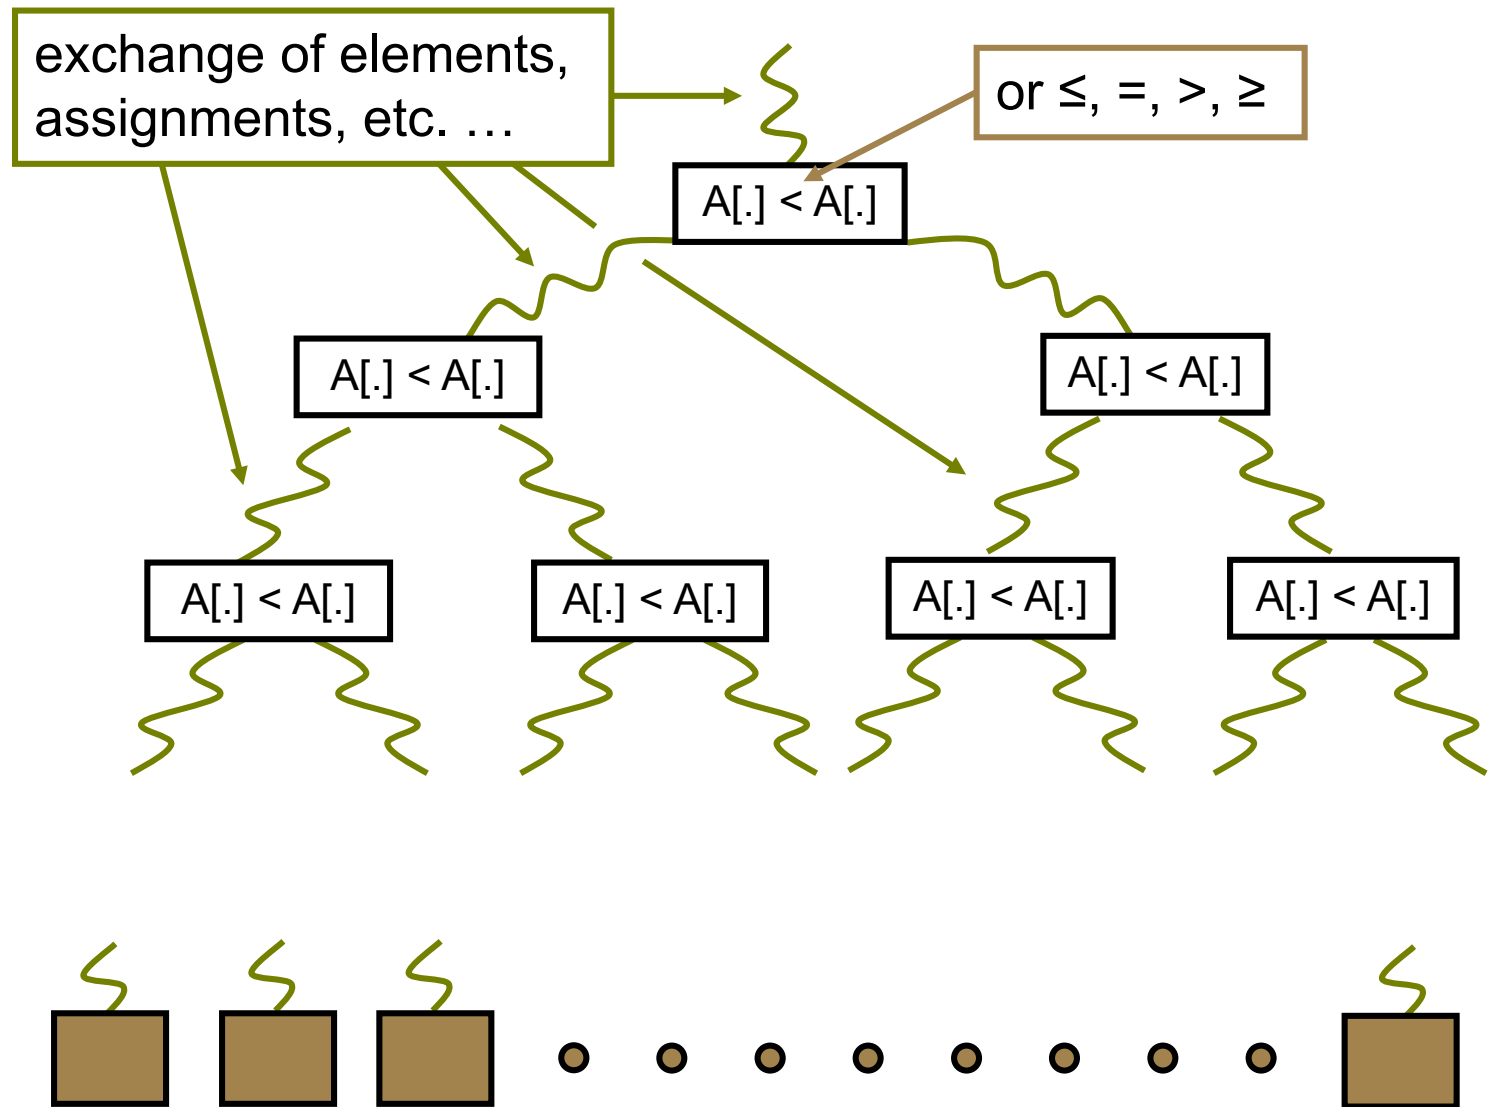 exchange of elements,
assignments, etc. …
or ≤, =, >, ≥
A[.] < A[.]
A[.] < A[.]
A[.] < A[.]
A[.] < A[.]
A[.] < A[.]
A[.] < A[.]
A[.] < A[.]